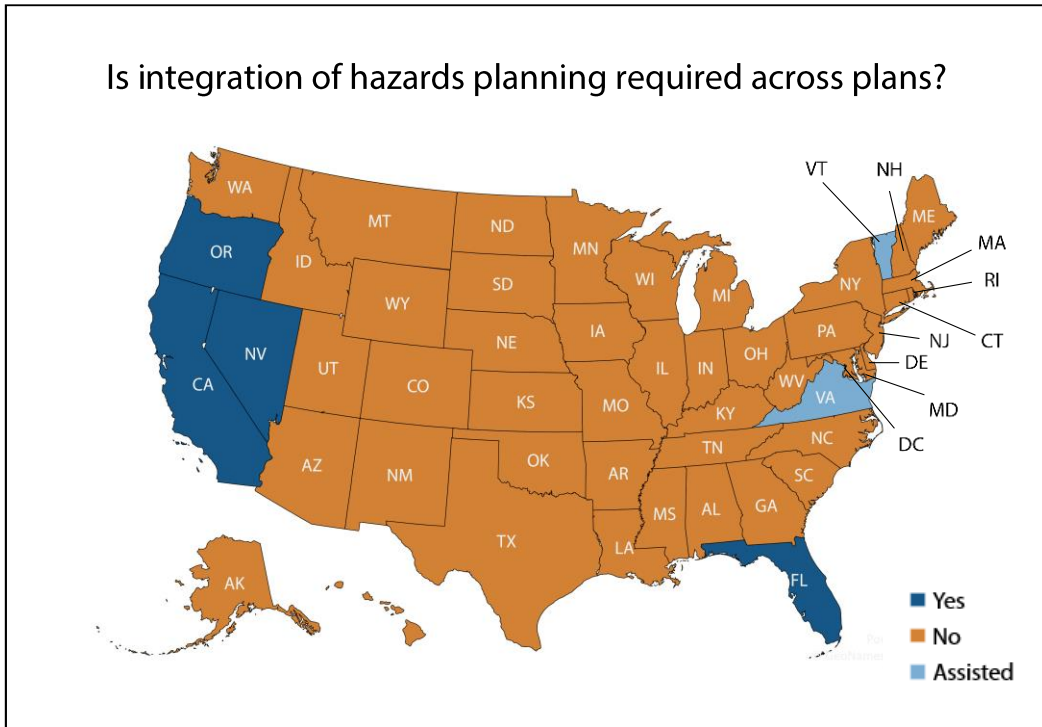 Is integration of hazards planning required across plans?
VT NH
WA ME
MT ND
MN MA
OR
ID WI NY RI
SD MI
WY
IA PA NJ CT
NE
NV OH DE
UT IL IN
CA CO WV VA
KS MO MD
KY
NC DC
TN
AZ OK
NM AR SC
MS AL GA
TX
LA
AK FL
Yes
No
Assisted